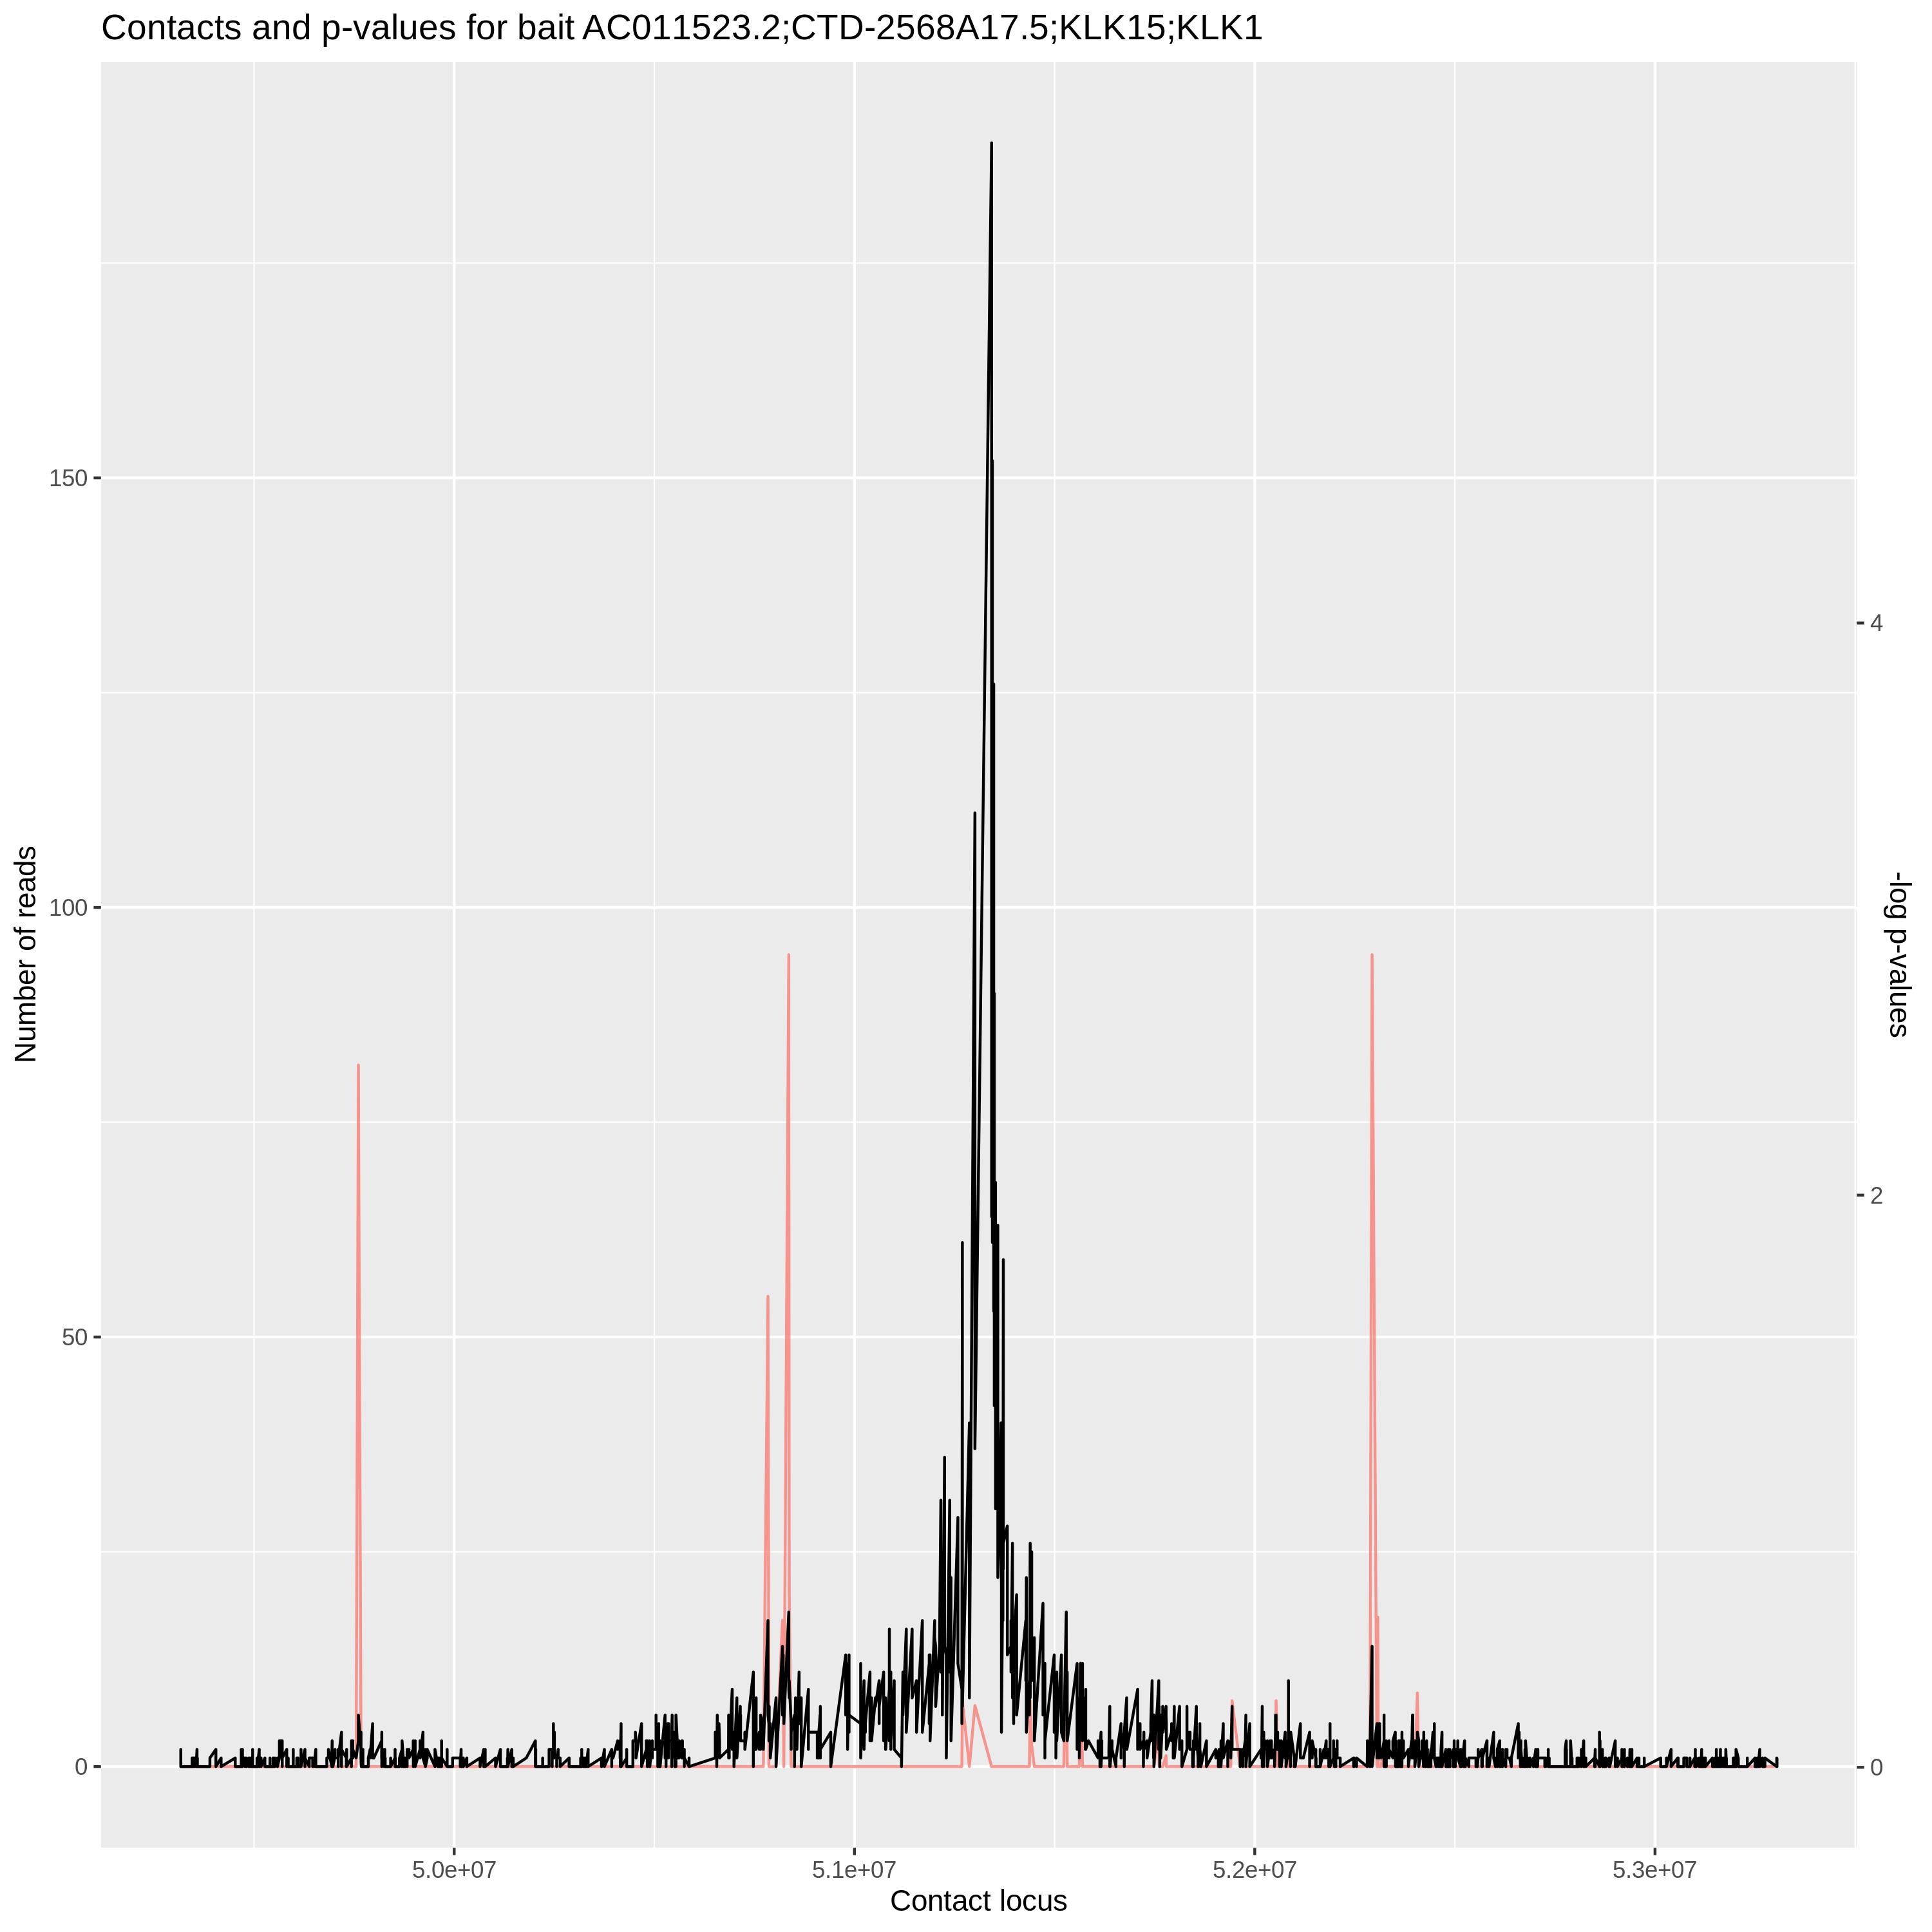 Contacts and p-values for bait AC011523.2;CTD-2568A17.5;KLK15;KLK1
150
100
50
0
Number of reads
4
2
0
-log p-values
5.0e+07
5.1e+07
5.2e+07
5.3e+07
Contact locus